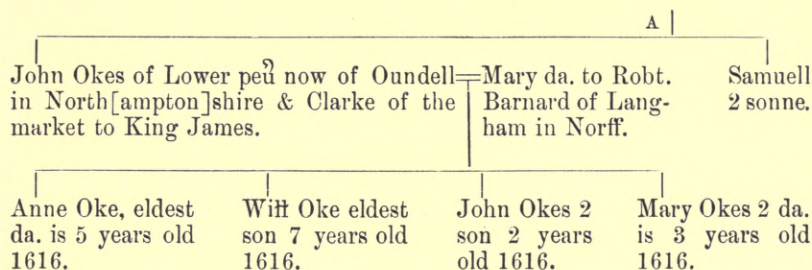 A
John Okes of Lower peu᷑ now of Oundell
in North[ampton]shire & Clarke of the
market to King James.
Mary da. to Robt.
Barnard of Lang-
ham in Norff.
Samuell
2 sonne.
Anne Oke, eldest
da. is 5 years old
1616.
Witt Oke eldest
son 7 years old
1616.
John Okes 2
son 2 years
old 1616.
Mary Okes 2 da.
is 3 years old
1616.